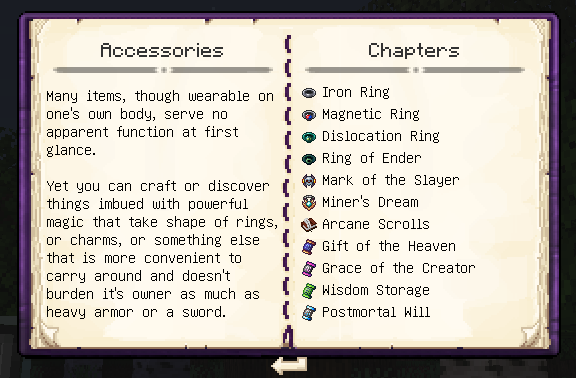 Accessories
Many items, though wearable on
one's own body, serve no
apparent function at first
glance.
Yet you can craft or discover
things imbued with powerful
magic that take shape of rings,
or charms, or something else
that is more convenient to
carry around and doesn't
burden it's owner as much as
heavy armor or a sword.
Chapters
Iron Ring
Magnetic Ring
Dislocation Ring
Ring of Ender
Mark of the Slayer
Miner's Dream
Arcane Scrolls
Gift of the Heaven
Grace of the Creator
Wisdom Storage
Postmortal Will